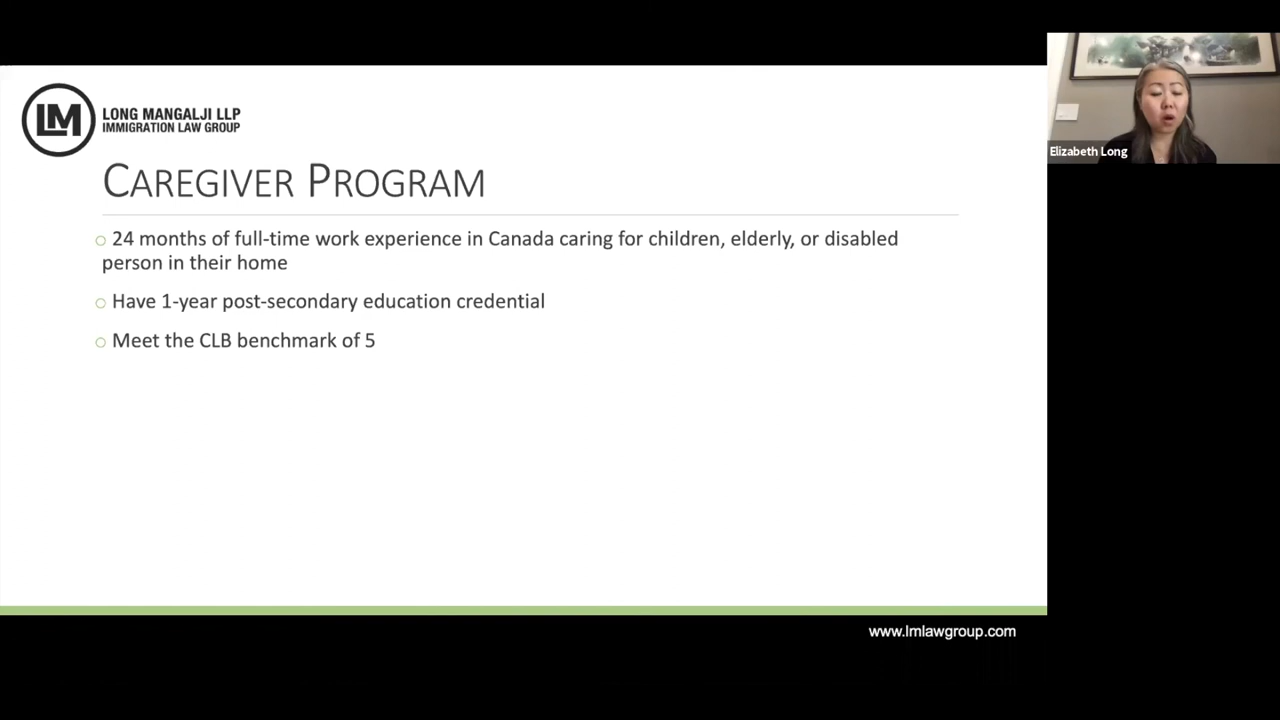 LM LONG MANGALJI LLP
IMMIGRATION LAW GROUP
CAREGIVER PROGRAM
24 months of full-time work experience in Canada caring for children, elderly, or disabled
person in their home
Have 1-year post-secondary education credential
Meet the CLB benchmark of 5
Elizabeth Long
www.lmlawgroup.com